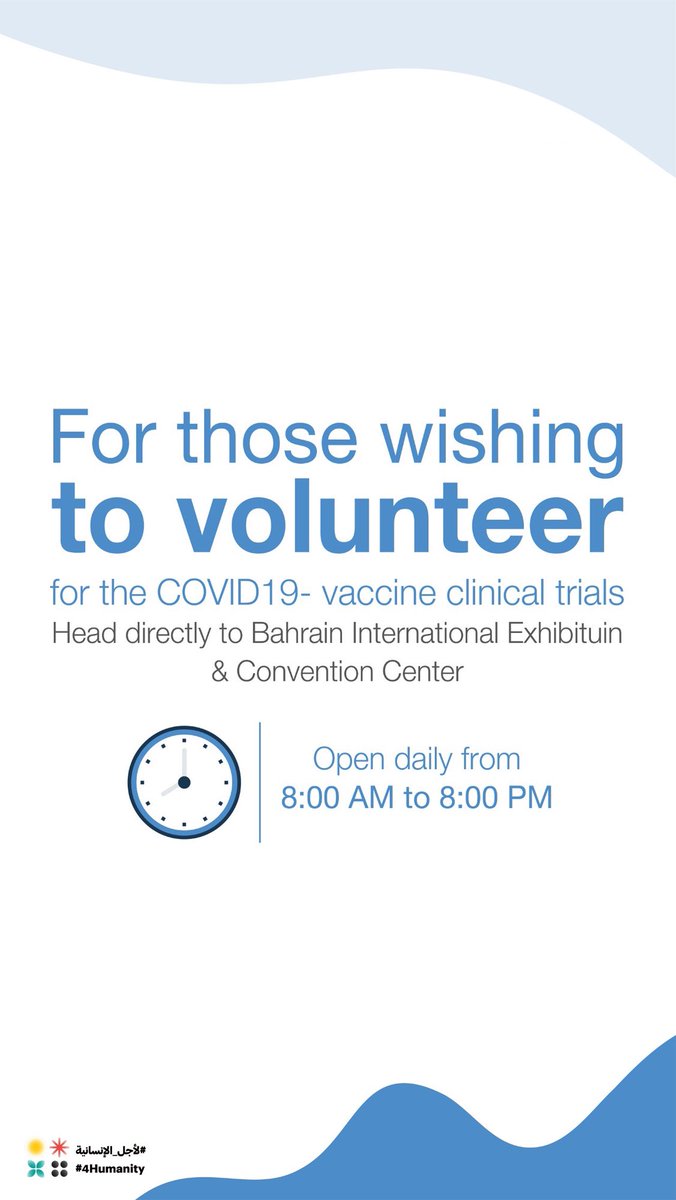 For those wishing
to volunteer
for the COVID19- vaccine clinical trials
Head directly to Bahrain International Exhibituin
& Convention Center
Open daily from
8:00 AM to 8:00 PM
#لأجل_الإنسانية
#4Humanity